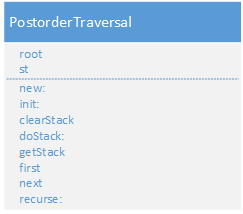 PostorderTraversal
root
st
new:
init:
clearStack
doStack:
getStack
first
next
recurse: